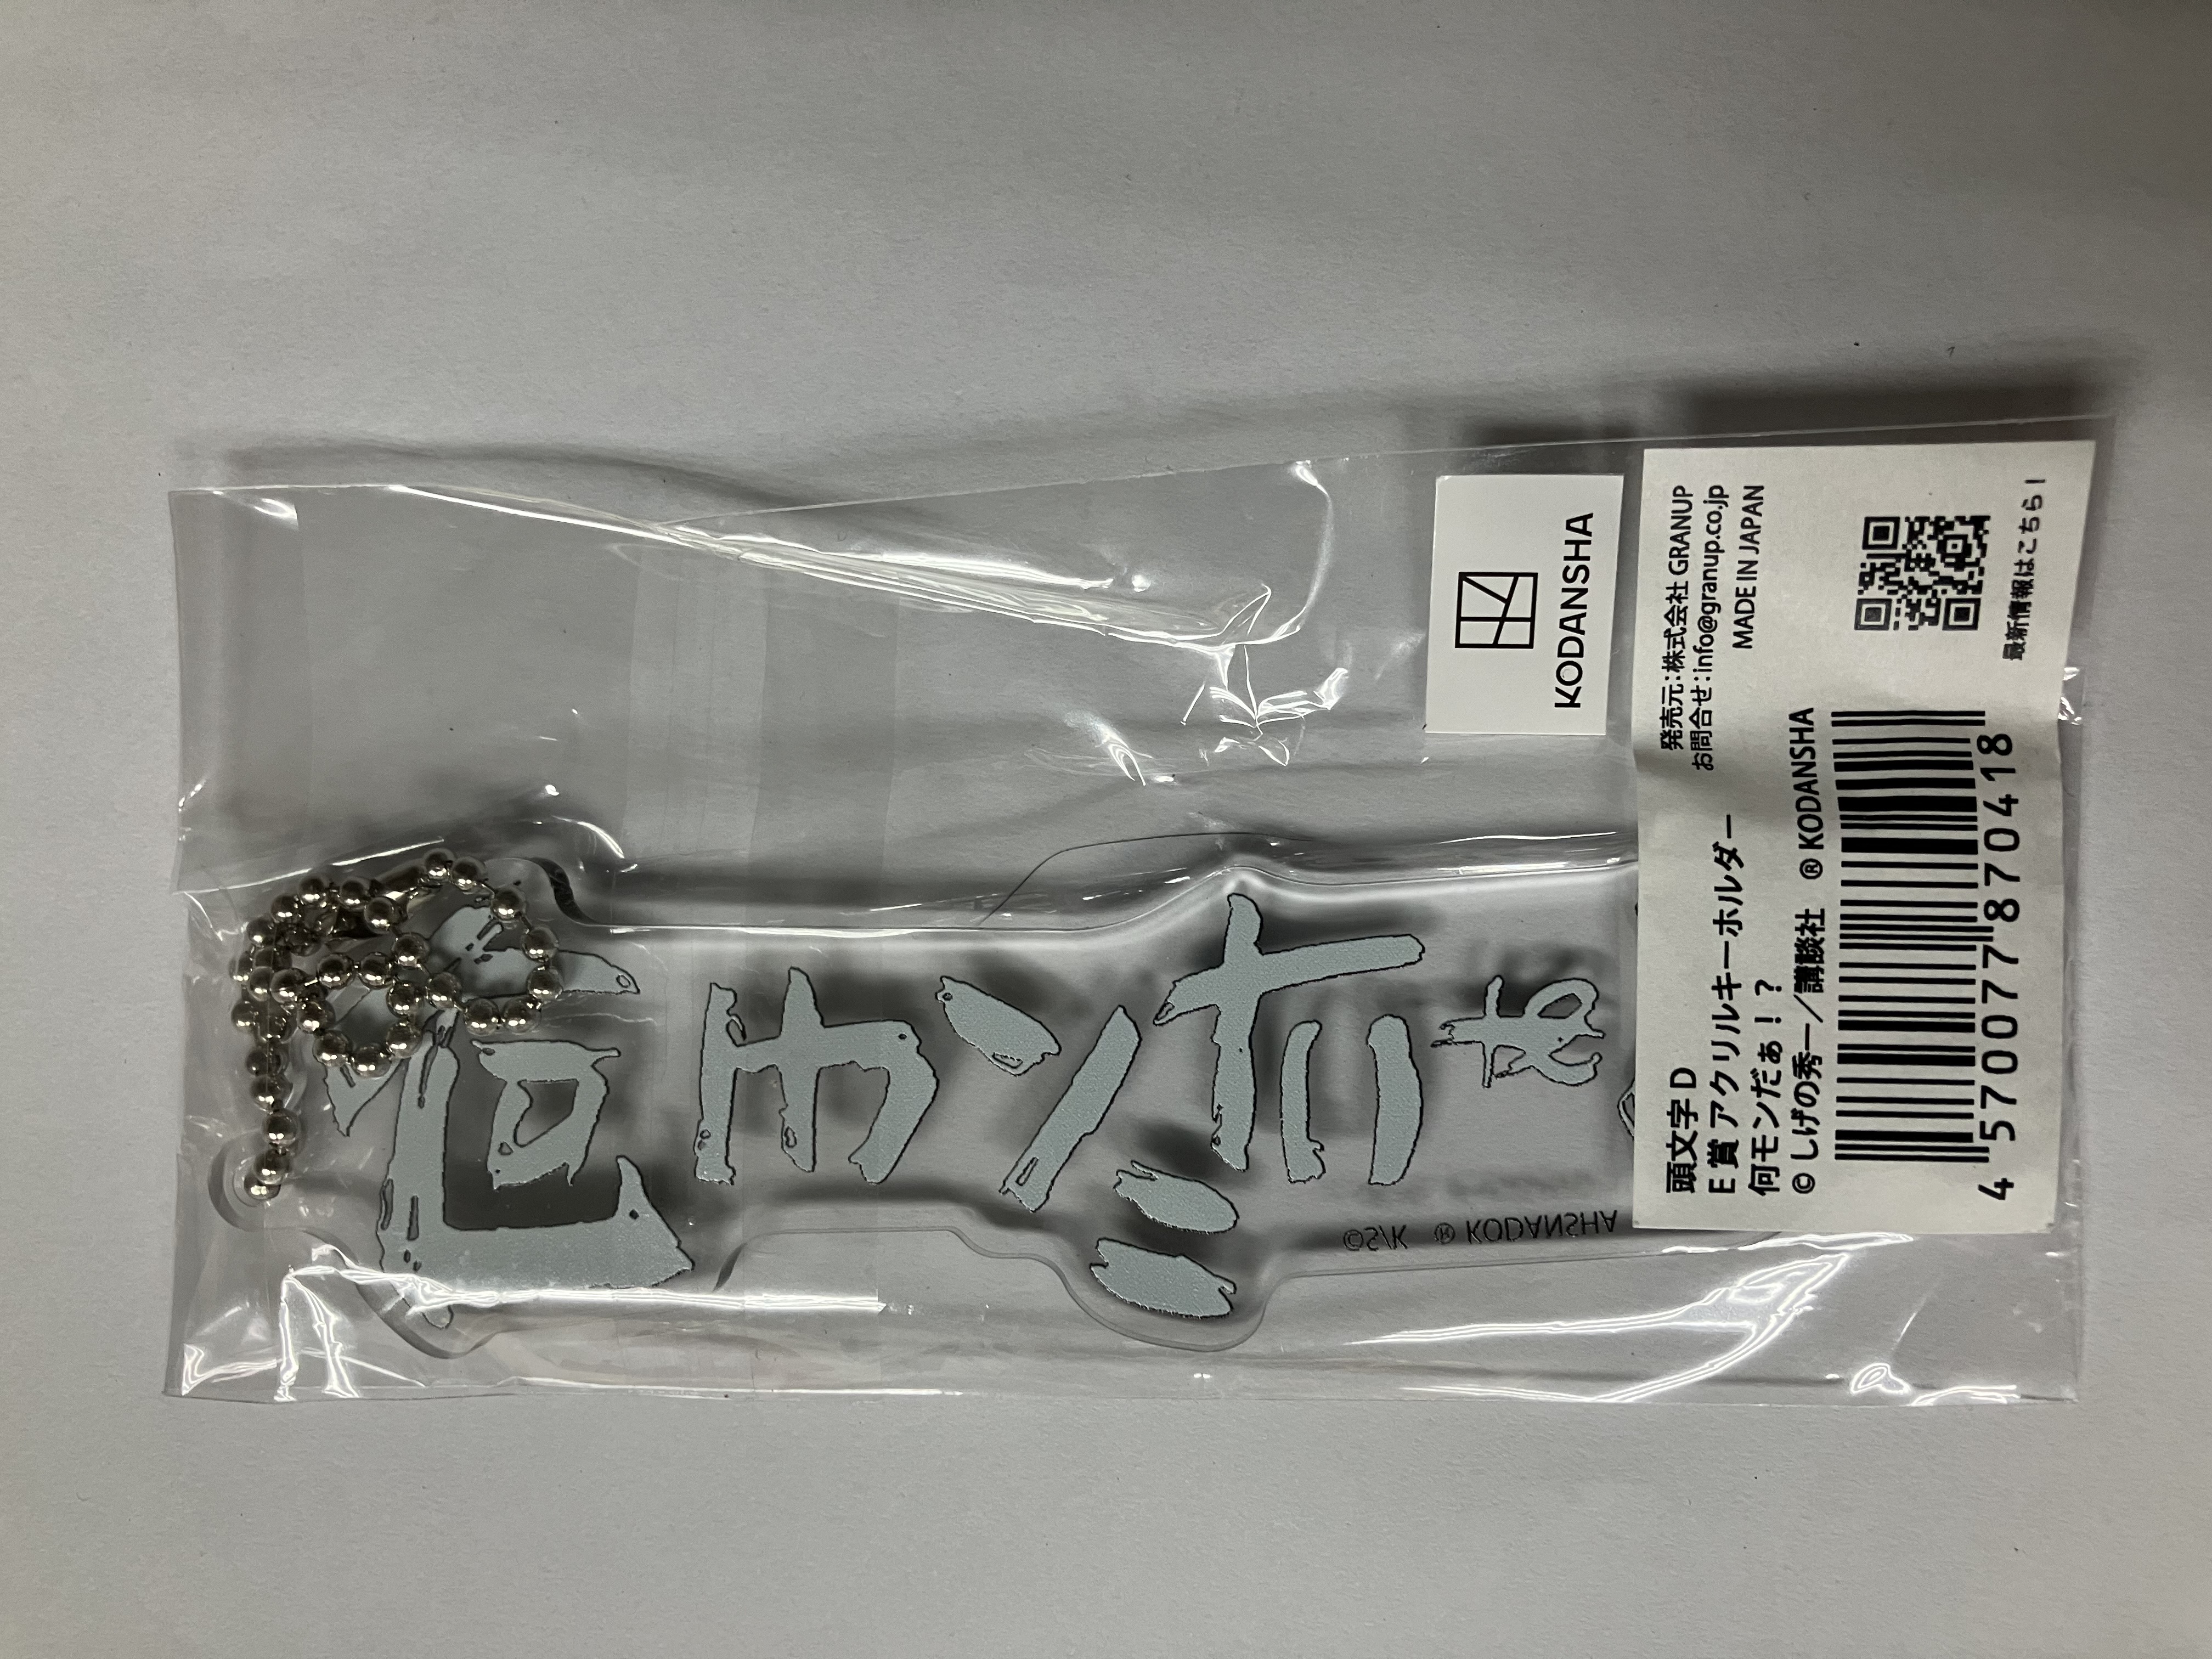 何モンだぁ
©S/K ® KODANSHA
KODANSHA
頭文字 D
E 賞 アクリルキーホルダー
何モンだぁ！？
© しげの秀一／講談社 ® KODANSHA
4 570077 870418
発売元：株式会社 GRANUP
お問合せ：info@granup.co.jp
MADE IN JAPAN
最新情報はこちら！